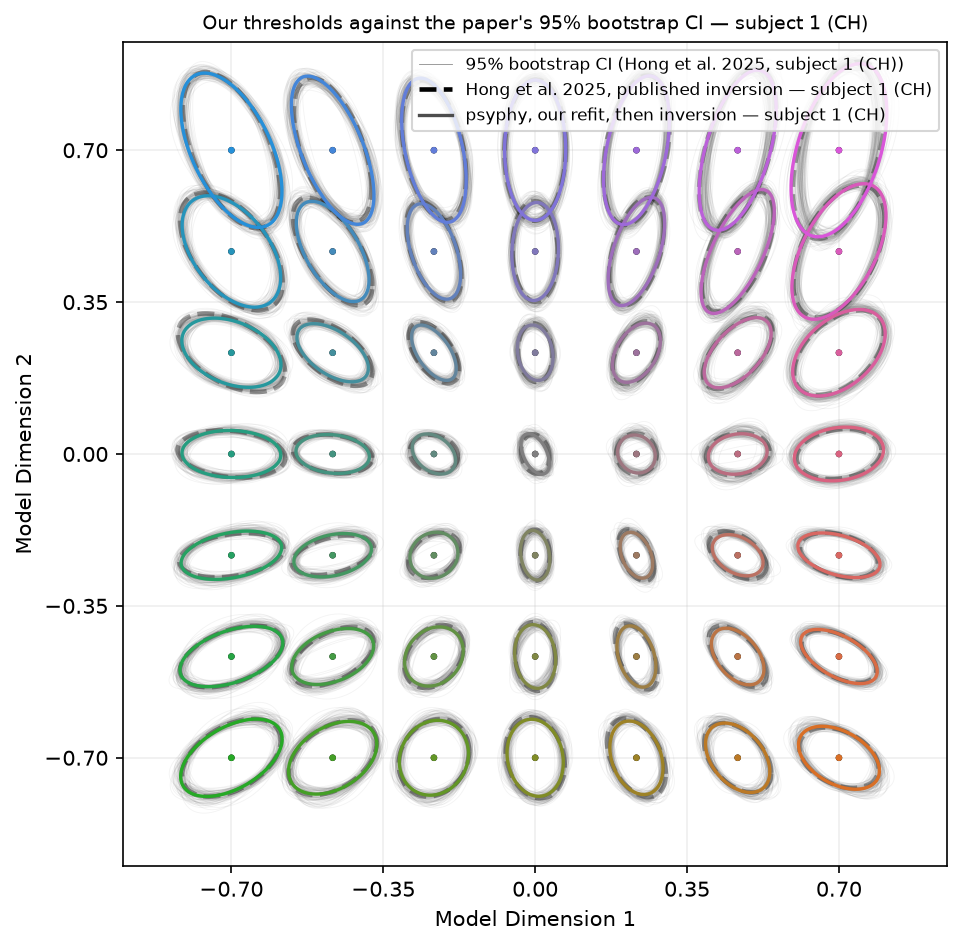 Our thresholds against the paper's 95% bootstrap CI — subject 1 (CH)
95% bootstrap CI (Hong et al. 2025, subject 1 (CH))
Hong et al. 2025, published inversion — subject 1 (CH)
psyphy, our refit, then inversion — subject 1 (CH)
Model Dimension 2
0.70
0.35
0.00
−0.35
−0.70
−0.70
−0.35
0.00
0.35
0.70
Model Dimension 1